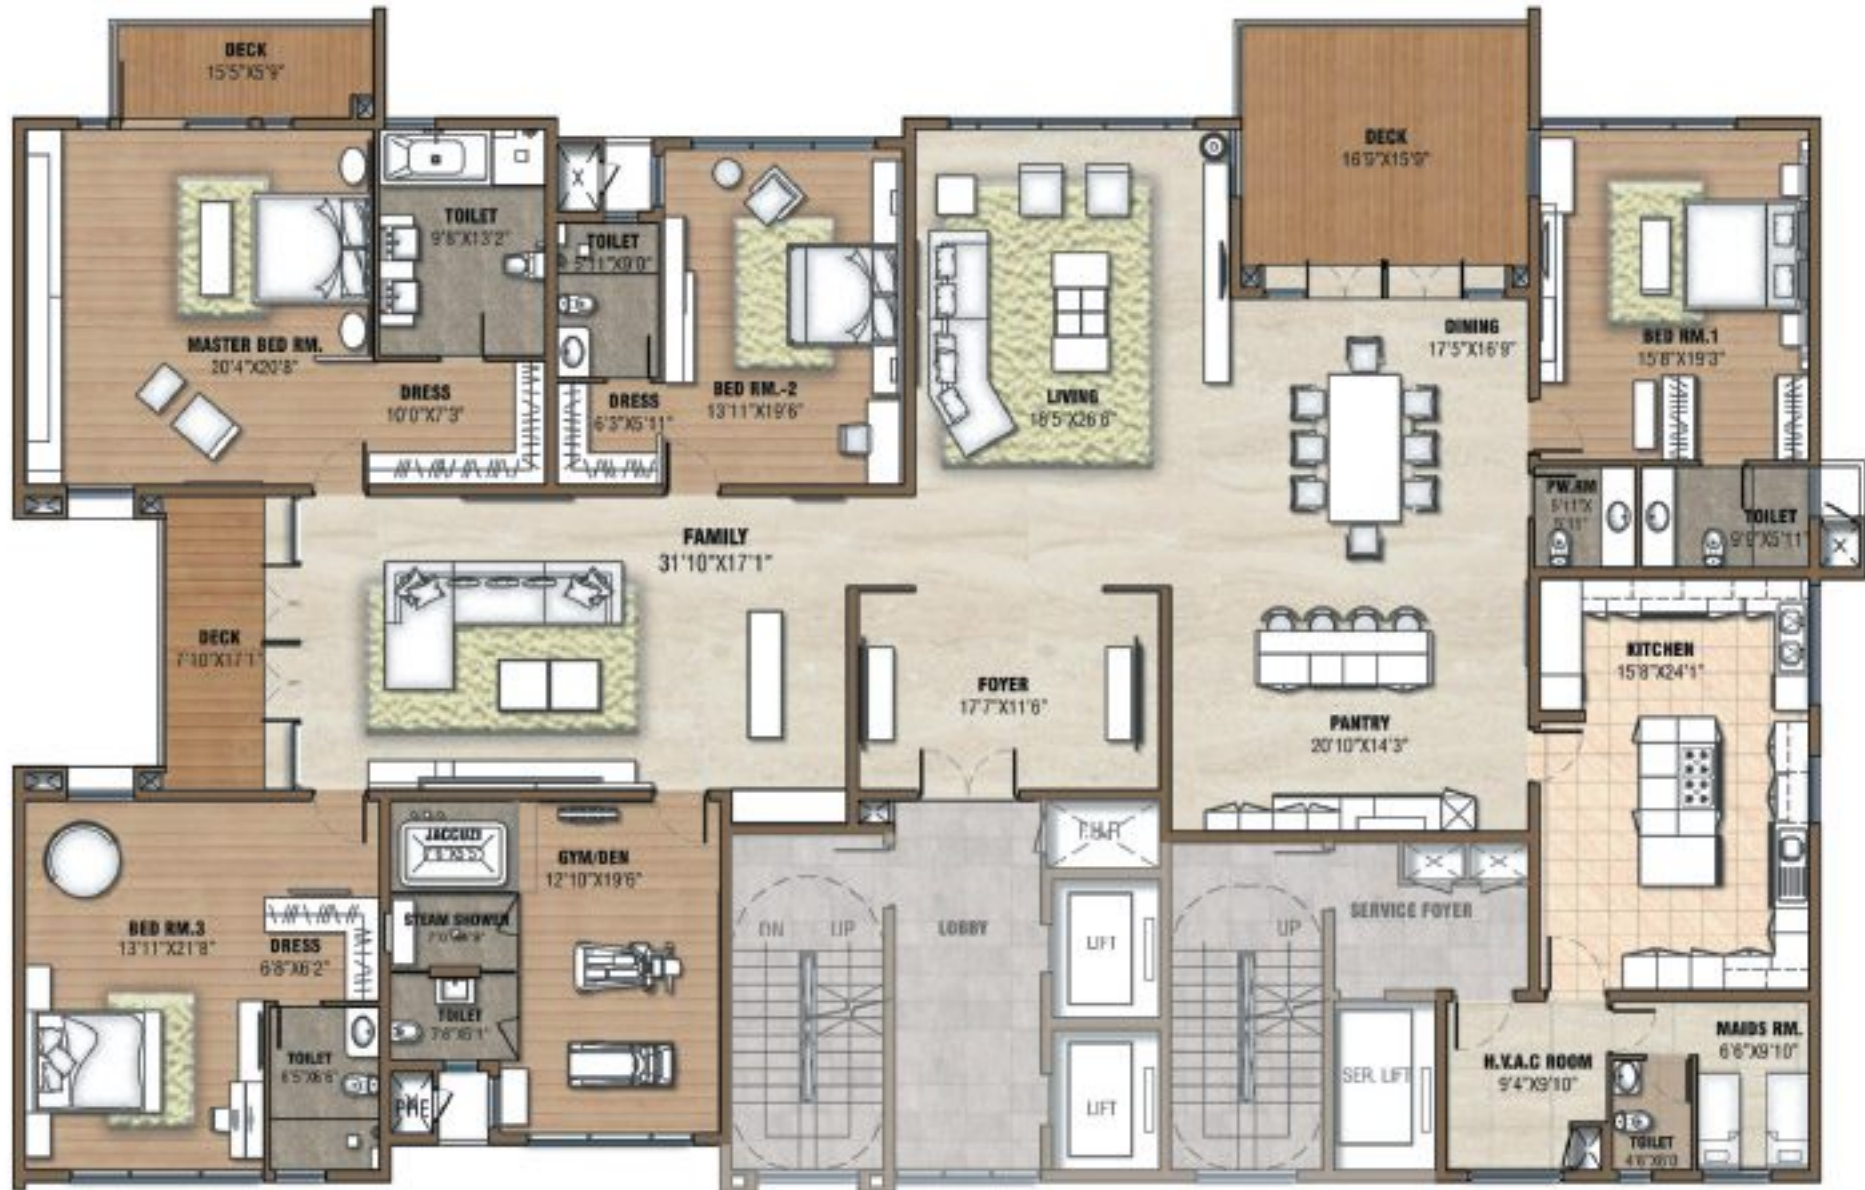 DECK
15'5"X5'9"
DECK
16'9"X15'9"
TOILET
9'8"X13'2"
TOILET
5'11"X9'0"
MASTER BED RM.
20'4"X20'8"
DRESS
10'0"X7'3"
DRESS
6'3"X5'11"
BED RM.-2
13'11"X19'6"
LIVING
18'5"X26'6"
DINING
17'5"X16'9"
BED RM.1
15'8"X19'3"
PW.RM
5'11"X
5'11"
TOILET
9'9"X5'11"
X
X
FAMILY
31'10"X17'1"
DECK
7'10"X17'1"
FOYER
17'7"X11'6"
PANTRY
20'10"X14'3"
KITCHEN
15'8"X24'1"
JACCUZI
GYM/DEN
12'10"X19'6"
F.H.R
STEAM SHOWER
BED RM.3
13'11"X21'8"
DRESS
6'8"X6'2"
TOILET
7'6"X5'1"
TOILET
DN
UP
LOBBY
LIFT
LIFT
UP
SERVICE FOYER
SER. LIFT
H.V.A.C ROOM
9'4"X9'10"
MAIDS RM.
6'6"X9'10"
TOILET